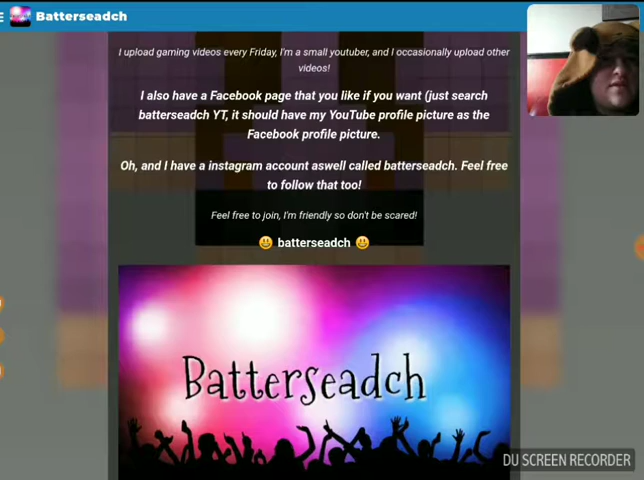 Batterseadch
I upload gaming videos every Friday, I'm a small youtuber, and I occasionally upload other
videos!
I also have a Facebook page that you like if you want (just search
batterseadch YT, it should have my YouTube profile picture as the
Facebook profile picture.
Oh, and I have a instagram account aswell called batterseadch. Feel free
to follow that too!
Feel free to join, I'm friendly so don't be scared!
😃 batterseadch 😃
Batterseadch
DU SCREEN RECORDER